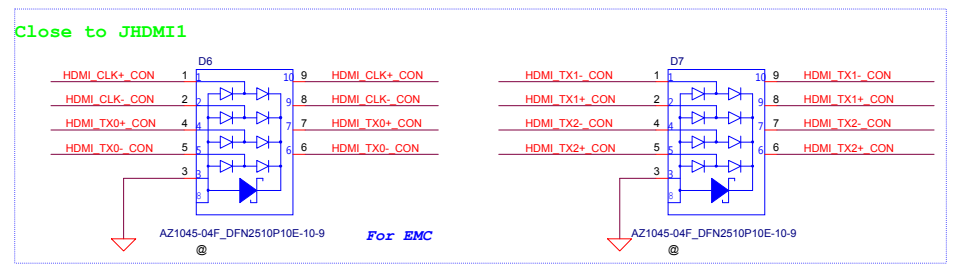 Close to JHDMI1
D6
HDMI_CLK+_CON 1 1 10 9 HDMI_CLK+_CON
HDMI_CLK-_CON 2 2 9 8 HDMI_CLK-_CON
HDMI_TX0+_CON 4 4 7 7 HDMI_TX0+_CON
HDMI_TX0-_CON 5 5 6 6 HDMI_TX0-_CON
3 3
8
AZ1045-04F_DFN2510P10E-10-9
@
For EMC
D7
HDMI_TX1-_CON 1 1 10 9 HDMI_TX1-_CON
HDMI_TX1+_CON 2 2 9 8 HDMI_TX1+_CON
HDMI_TX2-_CON 4 4 7 7 HDMI_TX2-_CON
HDMI_TX2+_CON 5 5 6 6 HDMI_TX2+_CON
3 3
8
AZ1045-04F_DFN2510P10E-10-9
@